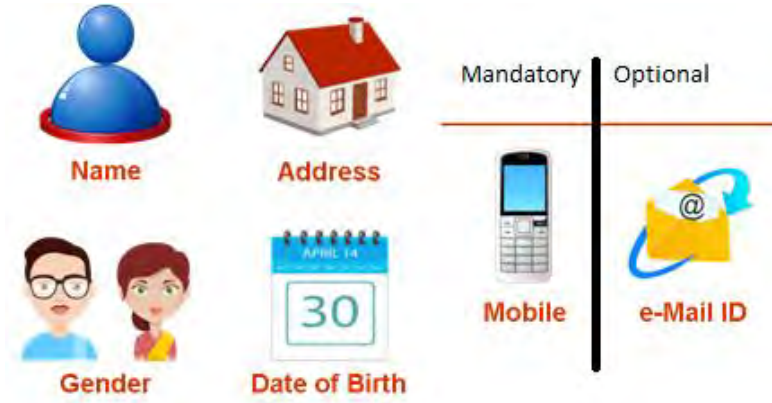 Mandatory Optional
Name
Address
@
APRIL 14
30
Mobile
e-Mail ID
Gender
Date of Birth